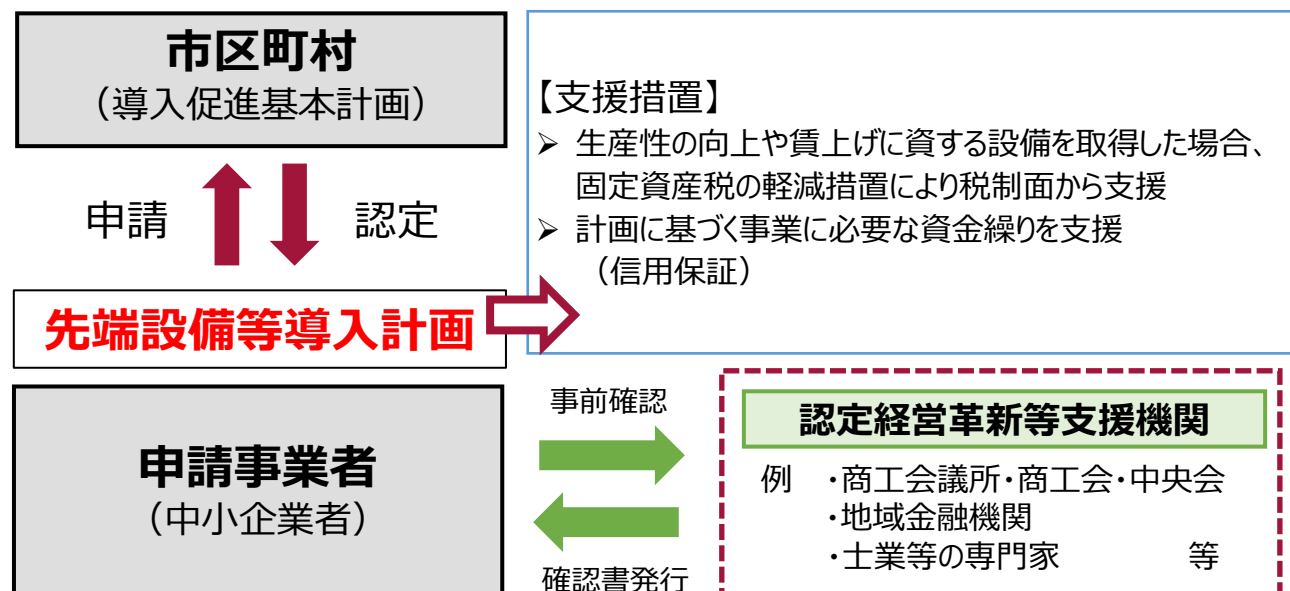 市区町村
（導入促進基本計画）
申請
認定
先端設備等導入計画
【支援措置】
➢ 生産性の向上や賃上げに資する設備を取得した場合、
固定資産税の軽減措置により税制面から支援
➢ 計画に基づく事業に必要な資金繰りを支援
（信用保証）
申請事業者
（中小企業者）
事前確認
確認書発行
認定経営革新等支援機関
例 ・商工会議所・商工会・中央会
・地域金融機関
・士業等の専門家 等